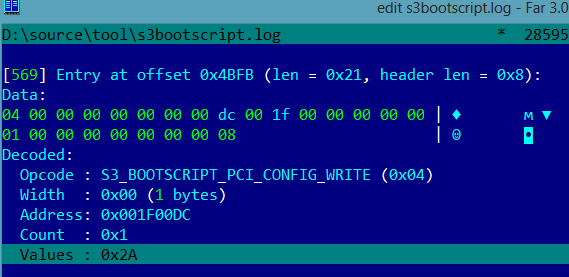 edit s3bootscript.log - Far 3.0
D:\source\tool\s3bootscript.log * 28595
[569] Entry at offset 0x4BFB (len = 0x21, header len = 0x8):
Data:
04 00 00 00 00 00 00 00 dc 00 1f 00 00 00 00 00 | ♦ м ▼
01 00 00 00 00 00 00 00 08 | ☺ ◘
Decoded:
Opcode : S3_BOOTSCRIPT_PCI_CONFIG_WRITE (0x04)
Width : 0x00 (1 bytes)
Address: 0x001F00DC
Count : 0x1
Values : 0x2A